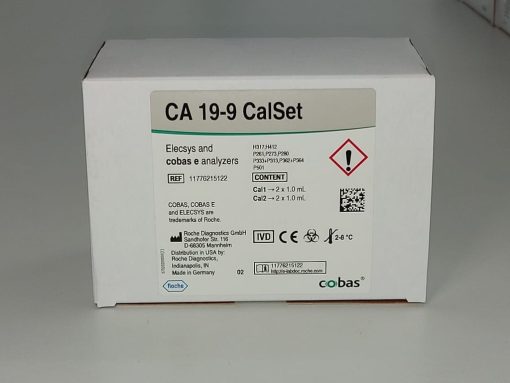 CA 19-9 CalSet
Elecsys and
cobas e analyzers
REF 11776215122
H317,H412
P261,P273,P280
P333+P313,P362+P364
P501
CONTENT
Cal1 → 2 x 1.0 mL
Cal2 → 2 x 1.0 mL
COBAS, COBAS E
and ELECSYS are
trademarks of Roche.
Roche Diagnostics GmbH
Sandhofer Str. 116
D-68305 Mannheim
Distribution in USA by:
Roche Diagnostics,
Indianapolis, IN
Made in Germany
02
IVD CE 2-8 °C
11776215122
Roche
cobas®